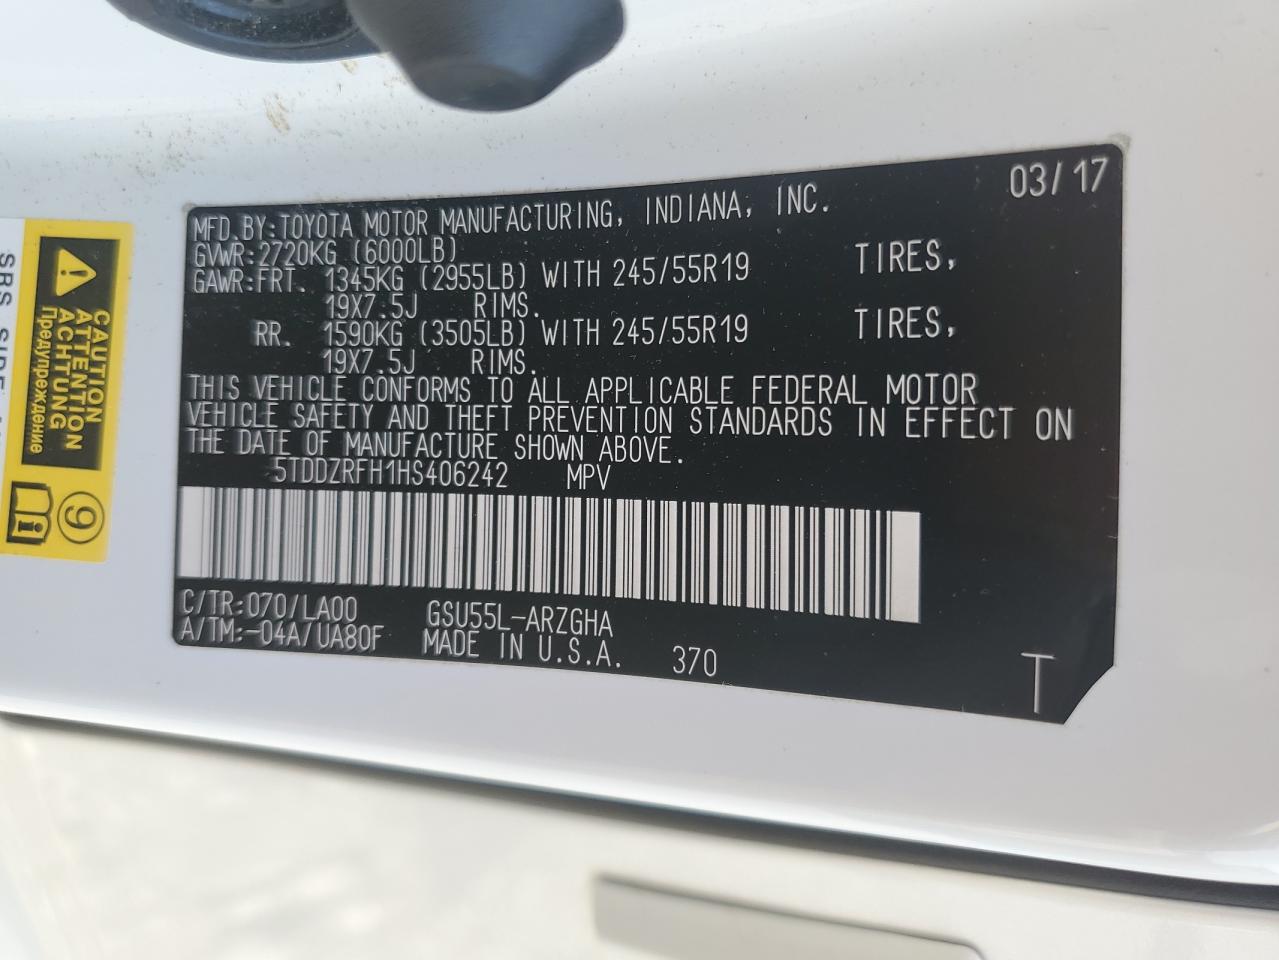 03/17
MFD.BY:TOYOTA MOTOR MANUFACTURING, INDIANA, INC.
GVWR:2720KG (6000LB)
GAWR:FRT. 1345KG (2955LB) WITH 245/55R19 TIRES,
19X7.5J RIMS.
RR. 1590KG (3505LB) WITH 245/55R19 TIRES,
19X7.5J RIMS.
THIS VEHICLE CONFORMS TO ALL APPLICABLE FEDERAL MOTOR
VEHICLE SAFETY AND THEFT PREVENTION STANDARDS IN EFFECT ON
THE DATE OF MANUFACTURE SHOWN ABOVE.
5TDDZRFH1HS406242 MPV
C/TR:070/LA00 GSU55L-ARZGHA
A/TM:-04A/UA80F MADE IN U.S.A. 370
T
CAUTION
ATTENTION
ACHTUNG
Предупреждение
9
i
SRS SIDE